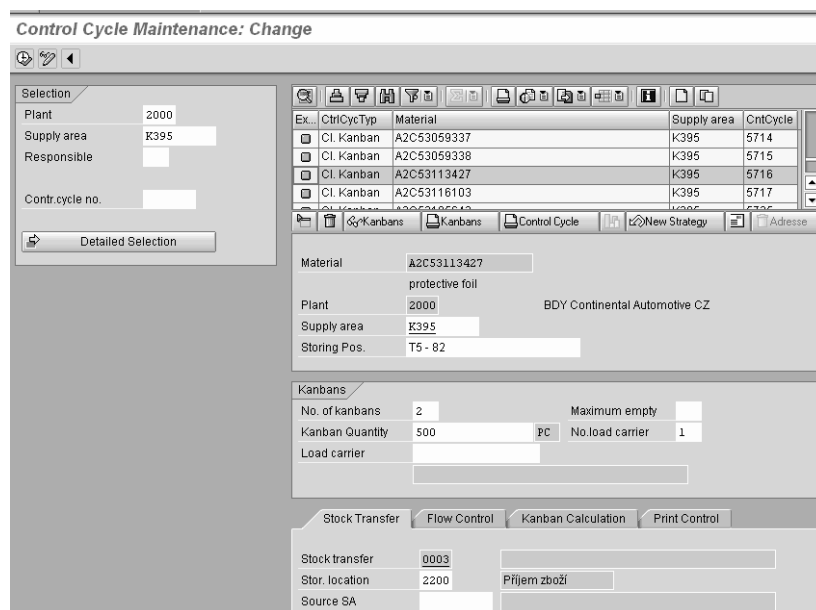 Control Cycle Maintenance: Change
Selection
Plant 2000
Supply area K395
Responsible
Contr.cycle no.
Detailed Selection
Ex... CtrlCycTyp Material Supply area CntCycle
Cl. Kanban A2C53059337 K395 5714
Cl. Kanban A2C53059338 K395 5715
Cl. Kanban A2C53113427 K395 5716
Cl. Kanban A2C53116103 K395 5717
Kanbans Kanbans Control Cycle New Strategy Adresse
Material A2C53113427
protective foil
Plant 2000 BDY Continental Automotive CZ
Supply area K395
Storing Pos. T5 - 82
Kanbans
No. of kanbans 2 Maximum empty
Kanban Quantity 500 PC No.load carrier 1
Load carrier
Stock Transfer Flow Control Kanban Calculation Print Control
Stock transfer 0003
Stor. location 2200 Příjem zboží
Source SA